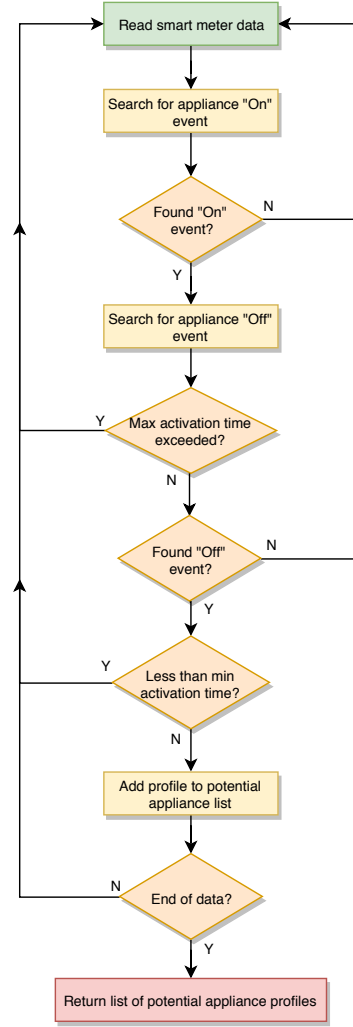 Read smart meter data
Search for appliance "On"
event
Found "On"
event?
N
Y
Search for appliance "Off"
event
Max activation time
exceeded?
Y
N
Found "Off"
event?
N
Y
Less than min
activation time?
Y
N
Add profile to potential
appliance list
End of data?
N
Y
Return list of potential appliance profiles